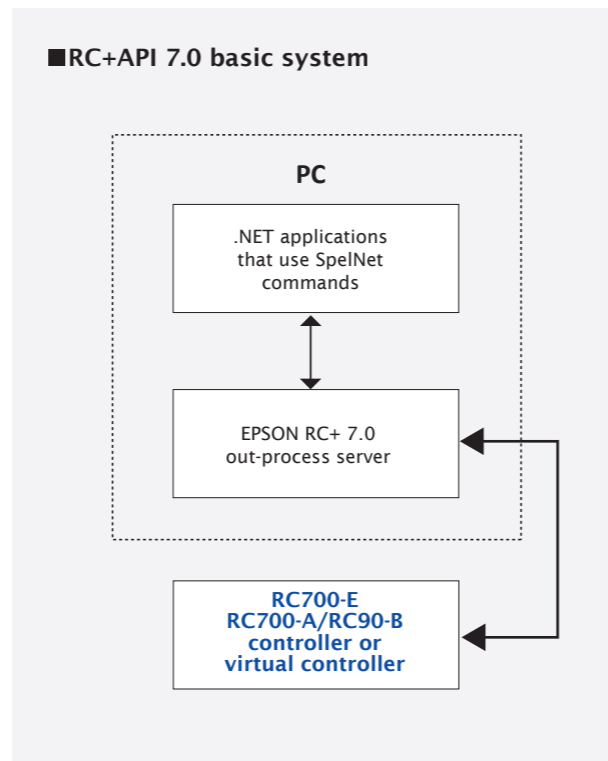 ■RC+API 7.0 basic system
PC
.NET applications
that use SpelNet
commands
EPSON RC+ 7.0
out-process server
RC700-E
RC700-A/RC90-B
controller or
virtual controller